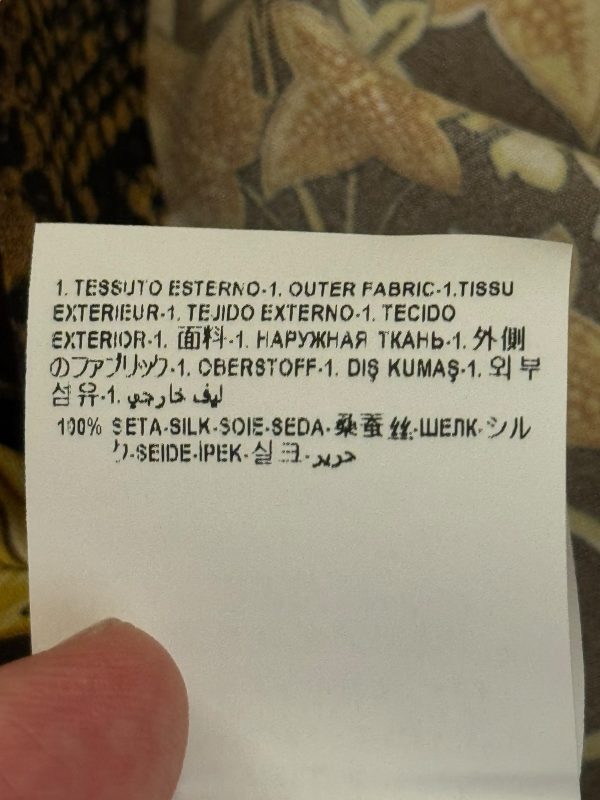 1. TESSUTO ESTERNO-1. OUTER FABRIC-1.TISSU
EXTERIEUR-1. TEJIDO EXTERNO-1. TECIDO
EXTERIOR-1. 面料-1. НАРУЖНАЯ ТКАНЬ-1. 外側
のファブリック-1. OBERSTOFF-1. DIŞ KUMAŞ-1. 외부
섬유-1. ليف خارجي
100% SETA-SILK-SOIE-SEDA-桑蚕丝-ШЕЛК-シル
ク-SEIDE-İPEK-실크-حرير